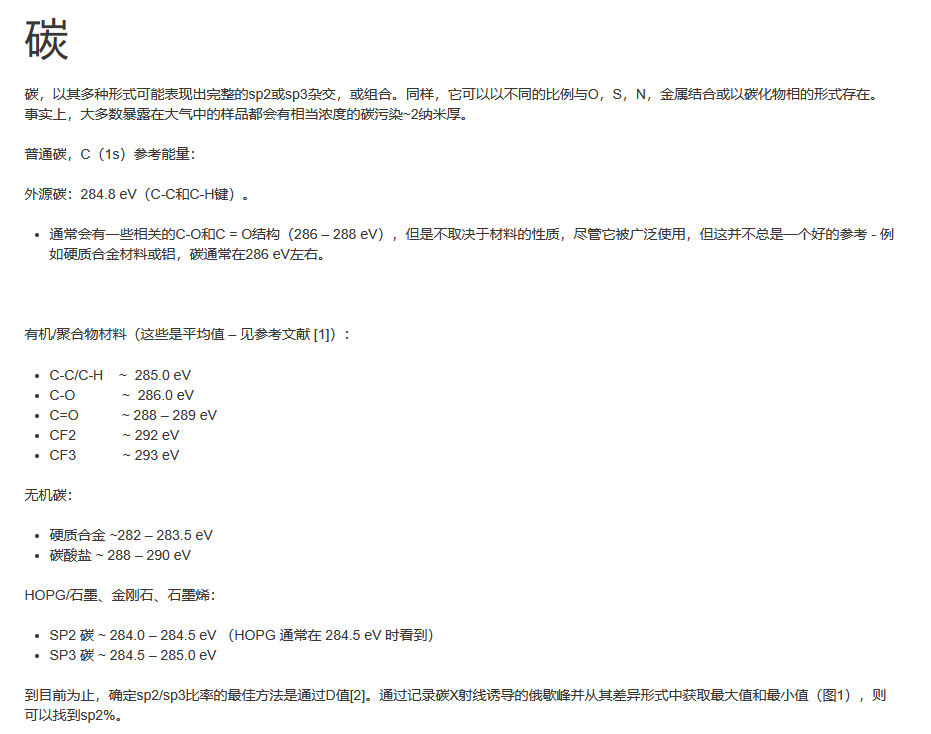 碳
碳，以其多种形式可能表现出完整的sp2或sp3杂交，或组合。同样，它可以以不同的比例与O，S，N，金属结合或以碳化物相的形式存在。
事实上，大多数暴露在大气中的样品都会有相当浓度的碳污染~2纳米厚。
普通碳，C（1s）参考能量：
外源碳：284.8 eV（C-C和C-H键）。
• 通常会有一些相关的C-O和C = O结构（286 – 288 eV），但是不取决于材料的性质，尽管它被广泛使用，但这并不总是一个好的参考 - 例
如硬质合金材料或铝，碳通常在286 eV左右。
有机/聚合物材料（这些是平均值 – 见参考文献 [1]）：
• C-C/C-H ~ 285.0 eV
• C-O ~ 286.0 eV
• C=O ~ 288 – 289 eV
• CF2 ~ 292 eV
• CF3 ~ 293 eV
无机碳：
• 硬质合金 ~282 – 283.5 eV
• 碳酸盐 ~ 288 – 290 eV
HOPG/石墨、金刚石、石墨烯：
• SP2 碳 ~ 284.0 – 284.5 eV （HOPG 通常在 284.5 eV 时看到）
• SP3 碳 ~ 284.5 – 285.0 eV
到目前为止，确定sp2/sp3比率的最佳方法是通过D值[2]。通过记录碳X射线诱导的俄歇峰并从其差异形式中获取最大值和最小值（图1），则
可以找到sp2%。